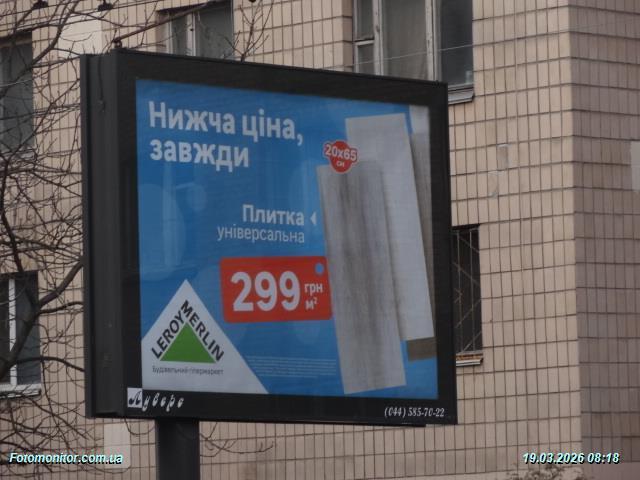 Нижча ціна,
завжди
20x65
см
Плитка
універсальна
299 грн
м²
LEROY MERLIN
Будівельний гіпермаркет
Лувеρс
(044) 585-70-22
Fotomonitor.com.ua
19.03.2026 08:18